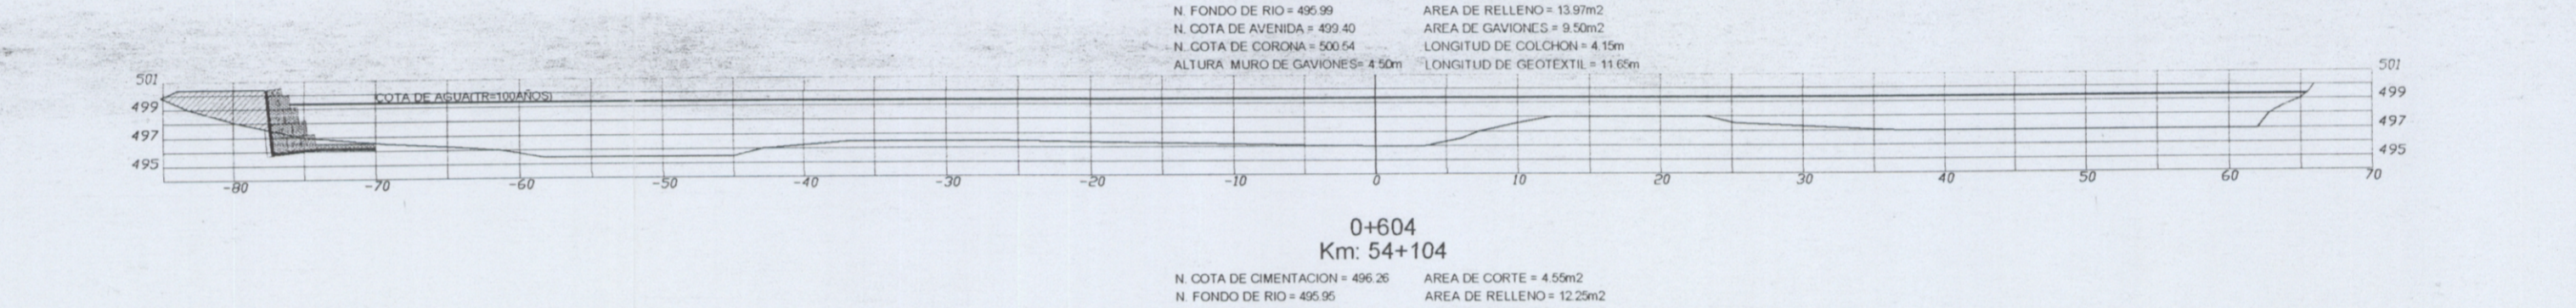 N. FONDO DE RIO = 495.99 AREA DE RELLENO = 13.97m2
N. COTA DE AVENIDA = 499.40 AREA DE GAVIONES = 9.50m2
N. COTA DE CORONA = 500.54 LONGITUD DE COLCHON = 4.15m
ALTURA MURO DE GAVIONES= 4.50m LONGITUD DE GEOTEXTIL = 11.65m
501 501
COTA DE AGUA(TR=100AÑOS)
499 499
497 497
495 495
-80 -70 -60 -50 -40 -30 -20 -10 0 10 20 30 40 50 60 70
0+604
Km: 54+104
N. COTA DE CIMENTACION = 496.26 AREA DE CORTE = 4.55m2
N. FONDO DE RIO = 495.95 AREA DE RELLENO = 12.25m2